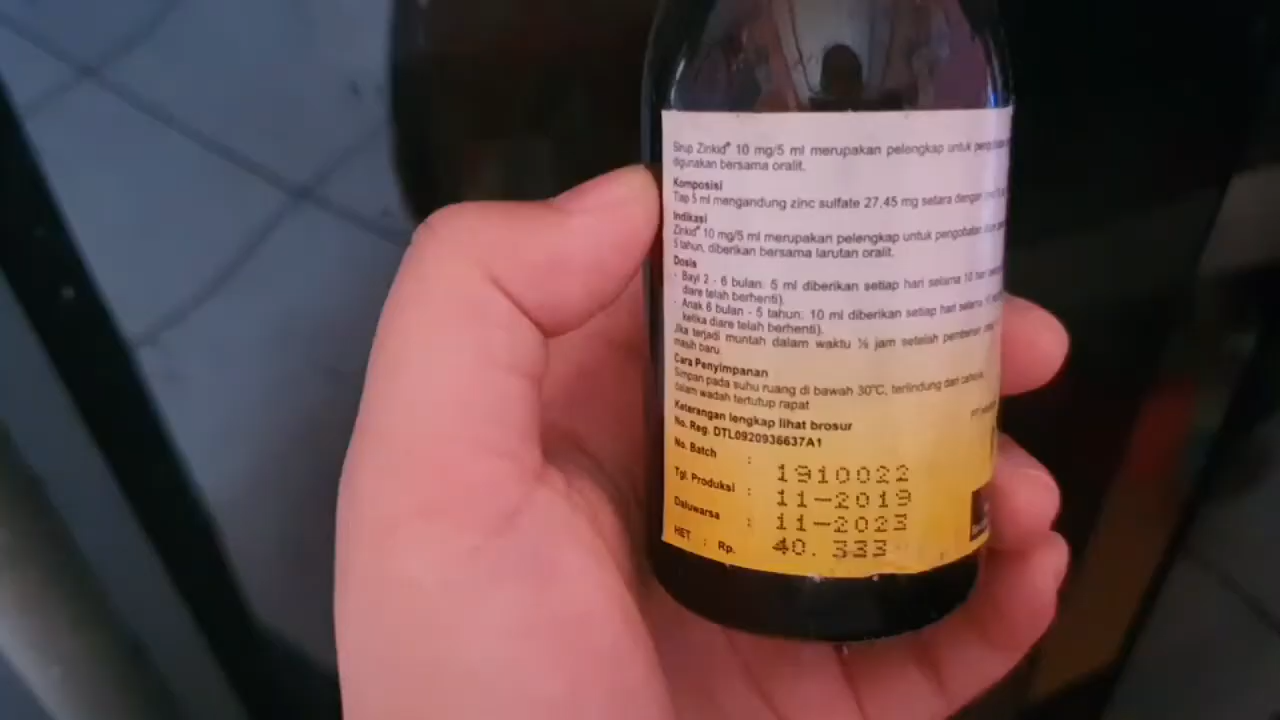 Sirup Zinkid® 10 mg/5 ml merupakan pelengkap untuk
digunakan bersama oralit.
Komposisi
Tiap 5 ml mengandung zinc sulfate 27,45 mg setara dengan
Indikasi
Zinkid® 10 mg/5 ml merupakan pelengkap untuk pengobatan
5 tahun, diberikan bersama larutan oralit.
Dosis
- Bayi 2 - 6 bulan: 5 ml diberikan setiap hari selama 10 hari
diare telah berhenti).
- Anak 6 bulan - 5 tahun: 10 ml diberikan setiap hari selama
ketika diare telah berhenti).
Jika terjadi muntah dalam waktu ½ jam setelah pemberian
masih baru.
Cara Penyimpanan
Simpan pada suhu ruang di bawah 30°C, terlindung dari cahaya,
dalam wadah tertutup rapat
Keterangan lengkap lihat brosur
No. Reg. DTL0920936637A1
No. Batch : 1910022
Tgl. Produksi : 11-2019
Daluwarsa : 11-2023
HET : Rp. 40.333
PT